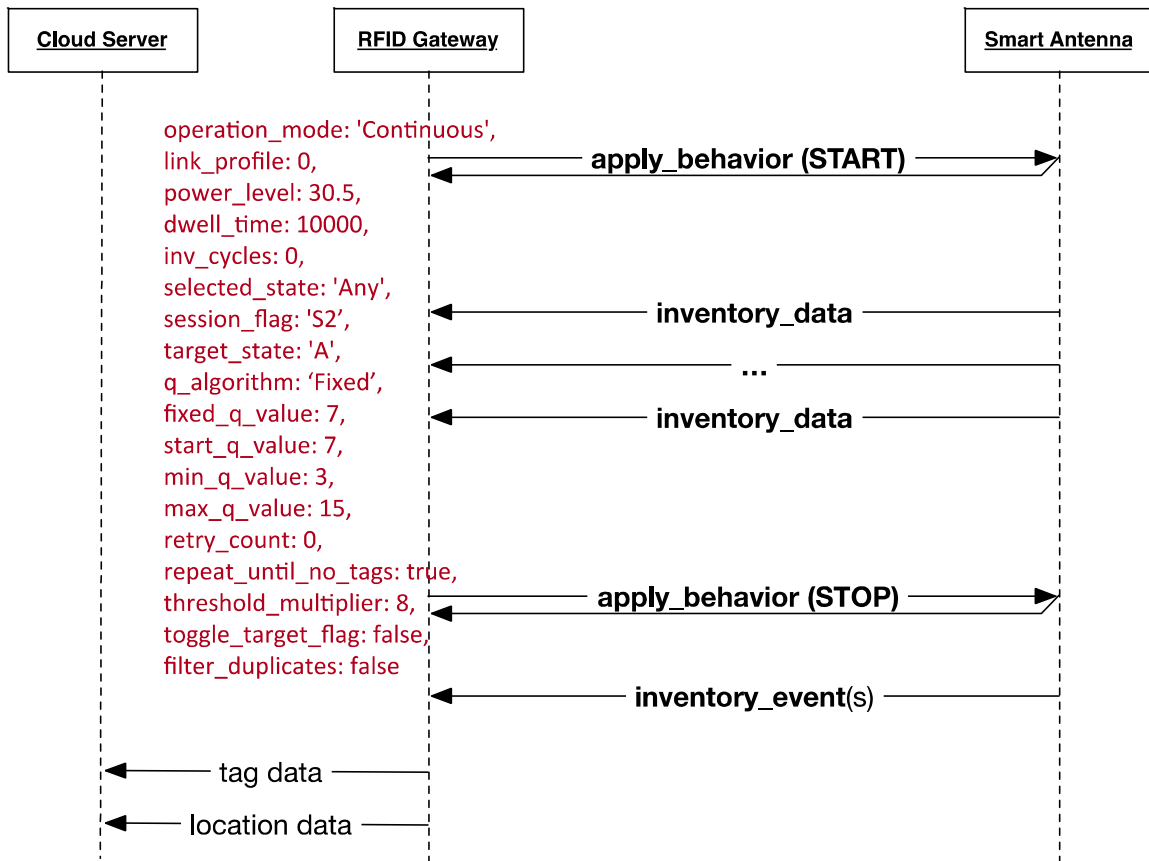 Cloud Server
RFID Gateway
Smart Antenna
operation_mode: 'Continuous',
link_profile: 0,
power_level: 30.5,
dwell_time: 10000,
inv_cycles: 0,
selected_state: 'Any',
session_flag: 'S2’,
target_state: 'A',
q_algorithm: ‘Fixed’,
fixed_q_value: 7,
start_q_value: 7,
min_q_value: 3,
max_q_value: 15,
retry_count: 0,
repeat_until_no_tags: true,
threshold_multiplier: 8,
toggle_target_flag: false,
filter_duplicates: false
apply_behavior (START)
inventory_data
...
inventory_data
apply_behavior (STOP)
inventory_event(s)
tag data
location data